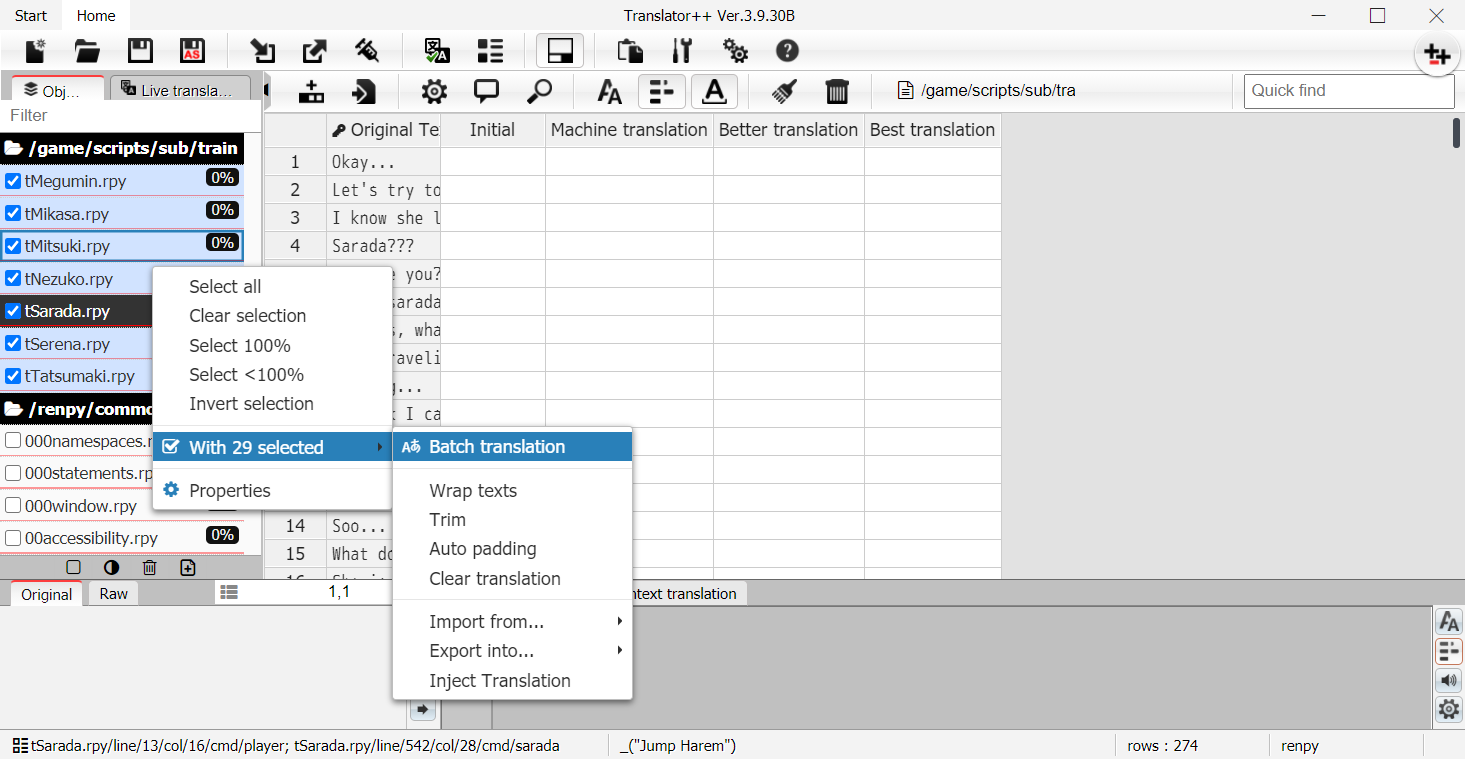 Start
Home
Translator++ Ver.3.9.30B
AS
Obj...
Live transla...
/game/scripts/sub/tra
Quick find
Filter
/game/scripts/sub/train
tMegumin.rpy
0%
tMikasa.rpy
0%
tMitsuki.rpy
0%
tNezuko.rpy
tSarada.rpy
tSerena.rpy
tTatsumaki.rpy
/renpy/commo
000namespaces.r
000statements.rp
000window.rpy
00accessibility.rpy
0%
Original Te
Initial
Machine translation
Better translation
Best translation
1
Okay...
2
Let's try to
3
I know she l
4
Sarada???
e you?
sarada
s, wha
raveli
g...
I ca
14
Soo...
15
What do
Select all
Clear selection
Select 100%
Select <100%
Invert selection
With 29 selected
Properties
Batch translation
Wrap texts
Trim
Auto padding
Clear translation
Import from...
Export into...
Inject Translation
Original
Raw
1,1
ntext translation
tSarada.rpy/line/13/col/16/cmd/player; tSarada.rpy/line/542/col/28/cmd/sarada
_("Jump Harem")
rows : 274
renpy